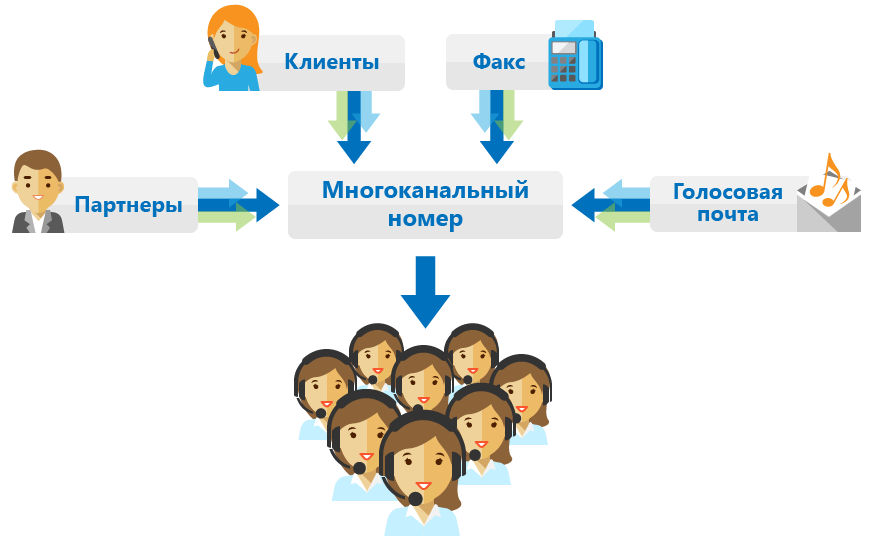 Клиенты
Факс
Партнеры
Многоканальный
номер
Голосовая
почта